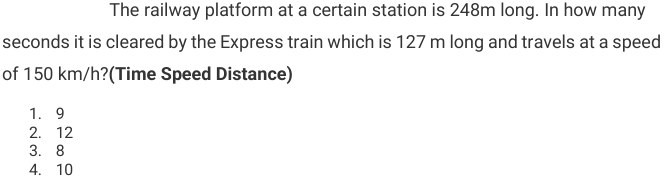 The railway platform at a certain station is 248m long. In how many
seconds it is cleared by the Express train which is 127 m long and travels at a speed
of 150 km/h?(Time Speed Distance)
1. 9
2. 12
3. 8
4. 10